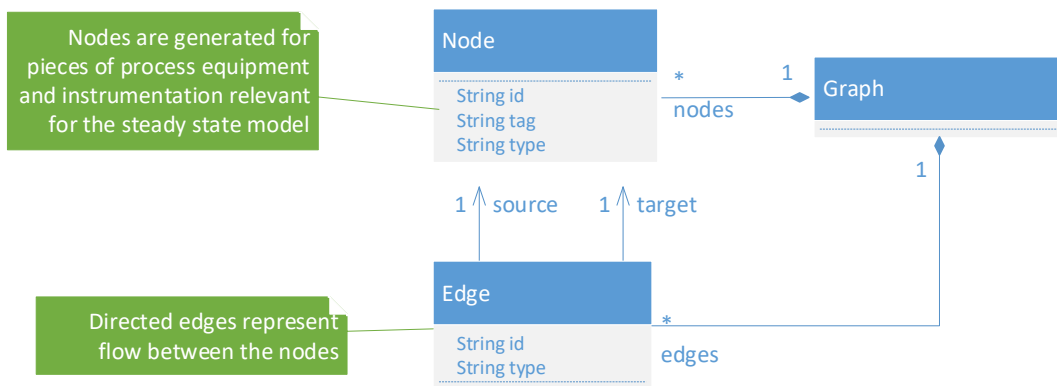 Nodes are generated for
pieces of process equipment
and instrumentation relevant
for the steady state model
Node
String id
String tag
String type
*
nodes
1
Graph
1
1 source
1 target
Edge
String id
String type
*
edges
Directed edges represent
flow between the nodes